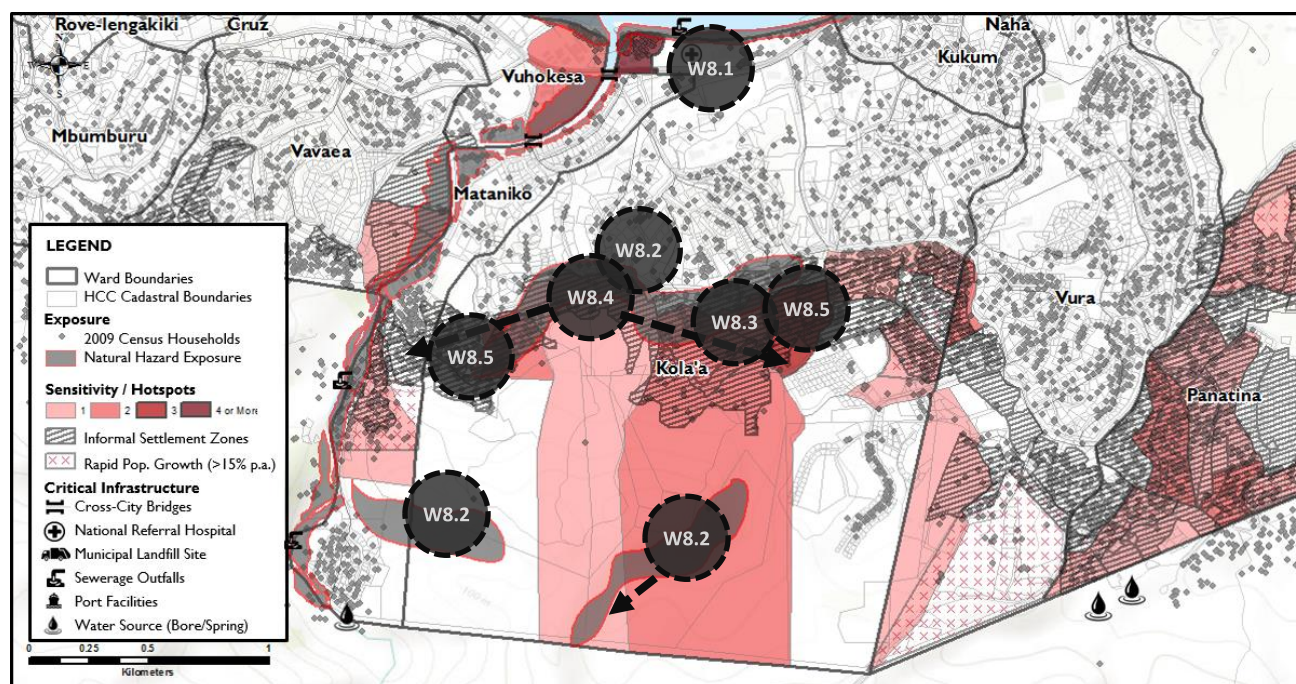 Rove-lengakiki
Gruz
Naha
Kukum
Vuhokesa
W8.1
Mbumburu
Vavaea
Mataniko
W8.2
W8.4
W8.3
W8.5
W8.5
Kola'a
Vura
Panatina
W8.2
W8.2
100 m
N
E
S
LEGEND
Ward Boundaries
HCC Cadastral Boundaries
Exposure
2009 Census Households
Natural Hazard Exposure
Sensitivity / Hotspots
1 2 3 4 or More
Informal Settlement Zones
Rapid Pop. Growth (>15% p.a.)
Critical Infrastructure
Cross-City Bridges
National Referral Hospital
Municipal Landfill Site
Sewerage Outfalls
Port Facilities
Water Source (Bore/Spring)
0 0.25 0.5 1
Kilometers